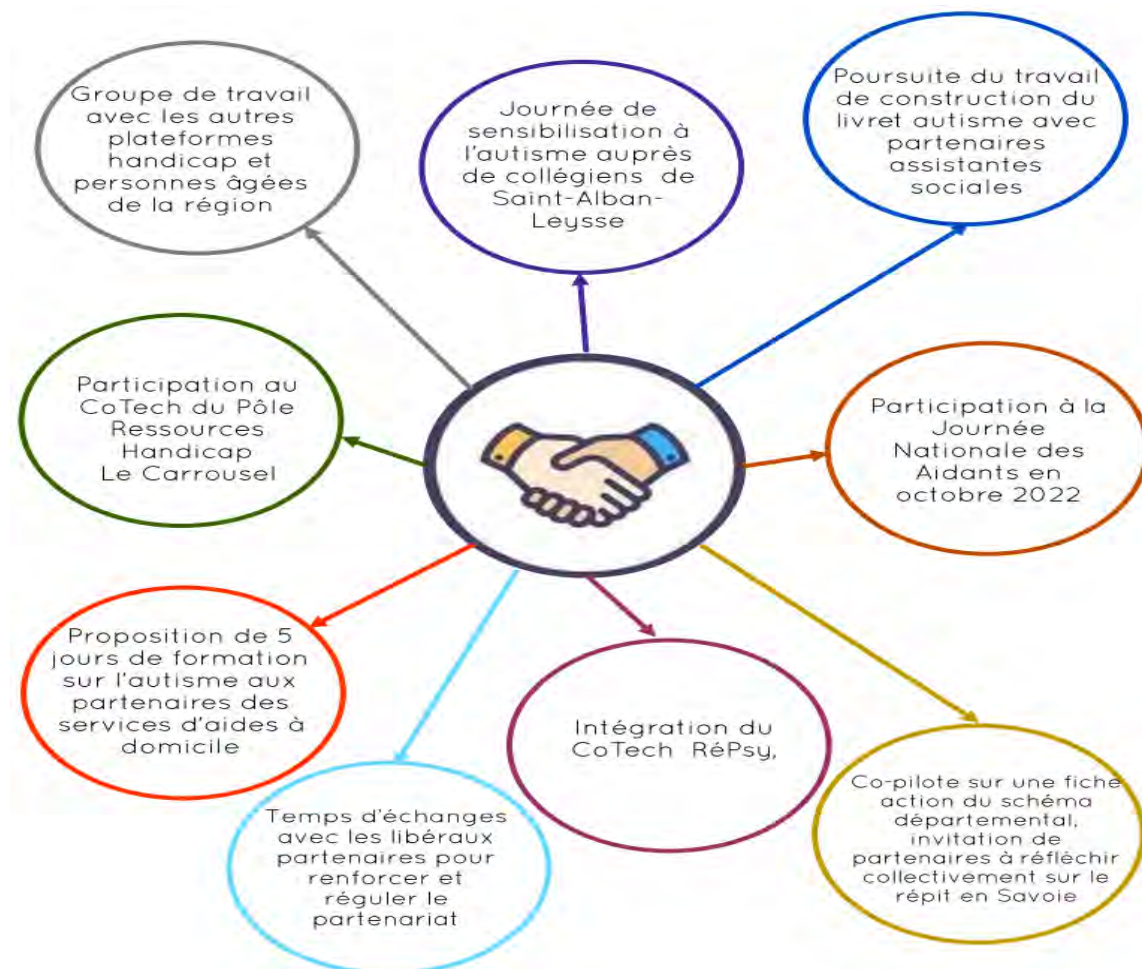 Groupe de travail
avec les autres
plateformes
handicap et
personnes âgées
de la région
Journée de
sensibilisation à
l'autisme auprès
de collégiens de
Saint-Alban-
Leysse
Poursuite du travail
de construction du
livret autisme avec
partenaires
assistantes
sociales
Participation au
CoTech du Pôle
Ressources
Handicap
Le Carrousel
Participation à la
Journée
Nationale des
Aidants en
octobre 2022
Proposition de 5
jours de formation
sur l'autisme aux
partenaires des
services d'aides à
domicile
Temps d'échanges
avec les libéraux
partenaires pour
renforcer et
réguler le
partenariat
Intégration du
CoTech RéPsy,
Co-pilote sur une fiche
action du schéma
départemental,
invitation de
partenaires à réfléchir
collectivement sur le
répit en Savoie